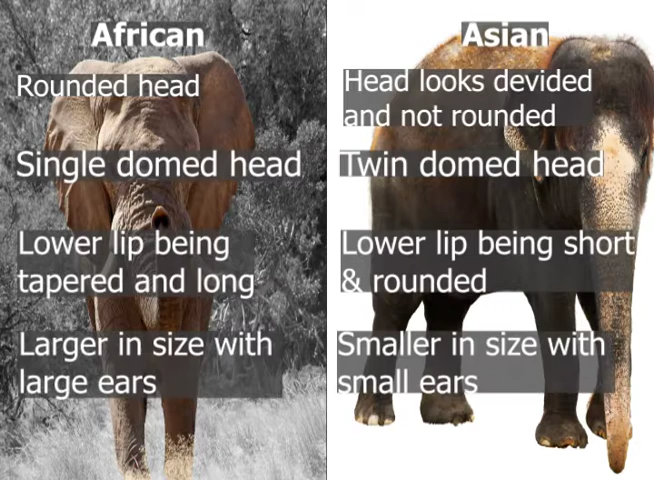 African
Rounded head
Single domed head
Lower lip being
tapered and long
Larger in size with
large ears
Asian
Head looks devided
and not rounded
Twin domed head
Lower lip being short
& rounded
Smaller in size with
small ears